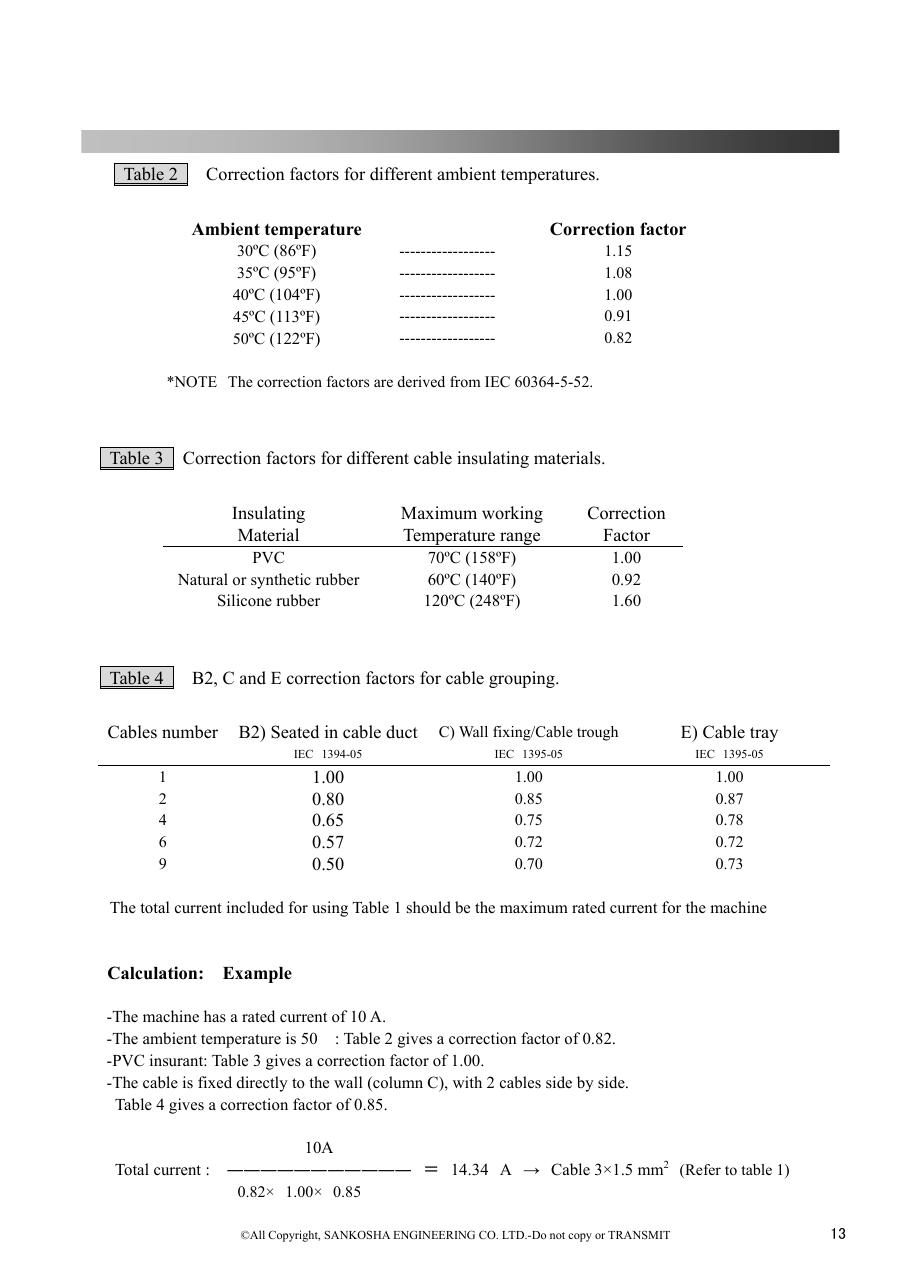 Table 2 Correction factors for different ambient temperatures.
Ambient temperature Correction factor
30ºC (86ºF) ------------------ 1.15
35ºC (95ºF) ------------------ 1.08
40ºC (104ºF) ------------------ 1.00
45ºC (113ºF) ------------------ 0.91
50ºC (122ºF) ------------------ 0.82
*NOTE The correction factors are derived from IEC 60364-5-52.
Table 3 Correction factors for different cable insulating materials.
Insulating Maximum working Correction
Material Temperature range Factor
PVC 70ºC (158ºF) 1.00
Natural or synthetic rubber 60ºC (140ºF) 0.92
Silicone rubber 120ºC (248ºF) 1.60
Table 4 B2, C and E correction factors for cable grouping.
Cables number B2) Seated in cable duct C) Wall fixing/Cable trough E) Cable tray
IEC 1394-05 IEC 1395-05 IEC 1395-05
1 1.00 1.00 1.00
2 0.80 0.85 0.87
4 0.65 0.75 0.78
6 0.57 0.72 0.72
9 0.50 0.70 0.73
The total current included for using Table 1 should be the maximum rated current for the machine
Calculation: Example
-The machine has a rated current of 10 A.
-The ambient temperature is 50 : Table 2 gives a correction factor of 0.82.
-PVC insurant: Table 3 gives a correction factor of 1.00.
-The cable is fixed directly to the wall (column C), with 2 cables side by side.
Table 4 gives a correction factor of 0.85.
10A
Total current : ―――――――――――― = 14.34 A → Cable 3×1.5 mm² (Refer to table 1)
0.82× 1.00× 0.85
©All Copyright, SANKOSHA ENGINEERING CO. LTD.-Do not copy or TRANSMIT 13